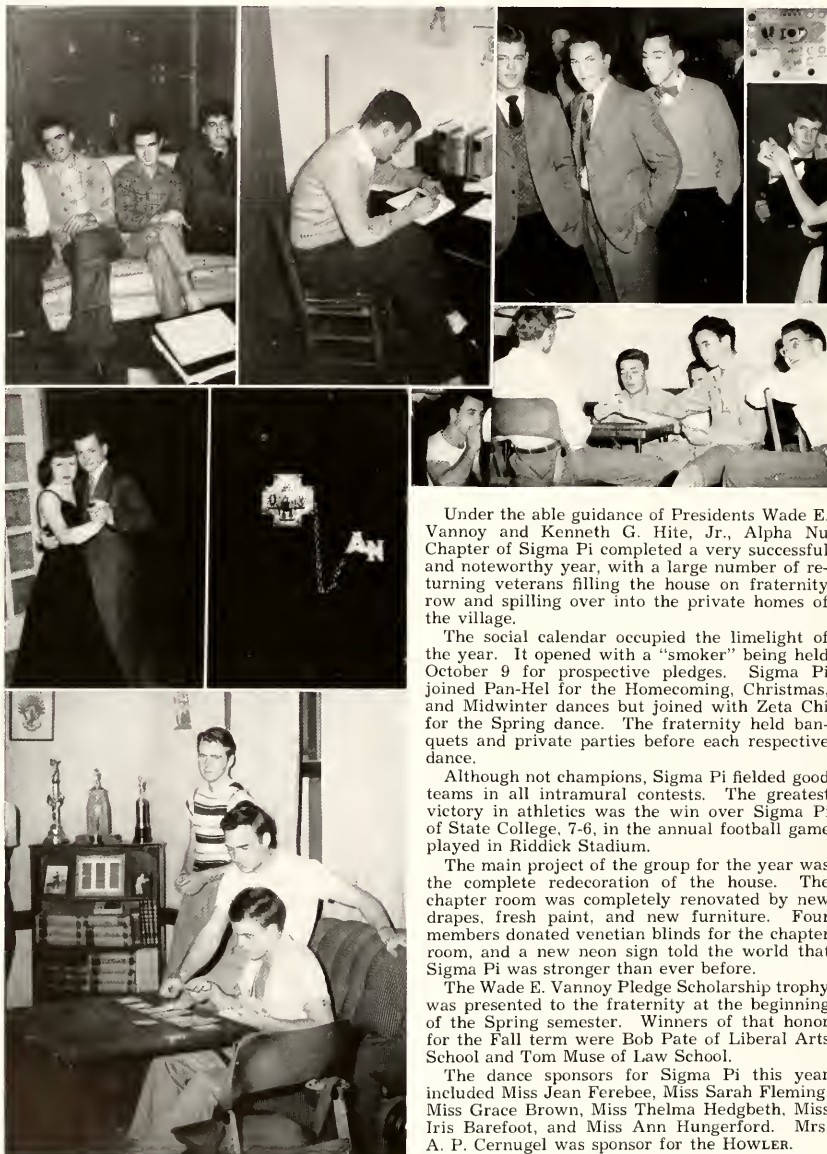 AN
Under the able guidance of Presidents Wade E.
Vannoy and Kenneth G. Hite, Jr., Alpha Nu
Chapter of Sigma Pi completed a very successful
and noteworthy year, with a large number of re-
turning veterans filling the house on fraternity
row and spilling over into the private homes of
the village.
The social calendar occupied the limelight of
the year. It opened with a “smoker” being held
October 9 for prospective pledges. Sigma Pi
joined Pan-Hel for the Homecoming, Christmas,
and Midwinter dances but joined with Zeta Chi
for the Spring dance. The fraternity held ban-
quets and private parties before each respective
dance.
Although not champions, Sigma Pi fielded good
teams in all intramural contests. The greatest
victory in athletics was the win over Sigma Pi
of State College, 7-6, in the annual football game
played in Riddick Stadium.
The main project of the group for the year was
the complete redecoration of the house. The
chapter room was completely renovated by new
drapes, fresh paint, and new furniture. Four
members donated venetian blinds for the chapter
room, and a new neon sign told the world that
Sigma Pi was stronger than ever before.
The Wade E. Vannoy Pledge Scholarship trophy
was presented to the fraternity at the beginning
of the Spring semester. Winners of that honor
for the Fall term were Bob Pate of Liberal Arts
School and Tom Muse of Law School.
The dance sponsors for Sigma Pi this year
included Miss Jean Ferebee, Miss Sarah Fleming
Miss Grace Brown, Miss Thelma Hedgbeth, Miss
Iris Barefoot, and Miss Ann Hungerford. Mrs.
A. P. Cernugel was sponsor for the HOWLER.